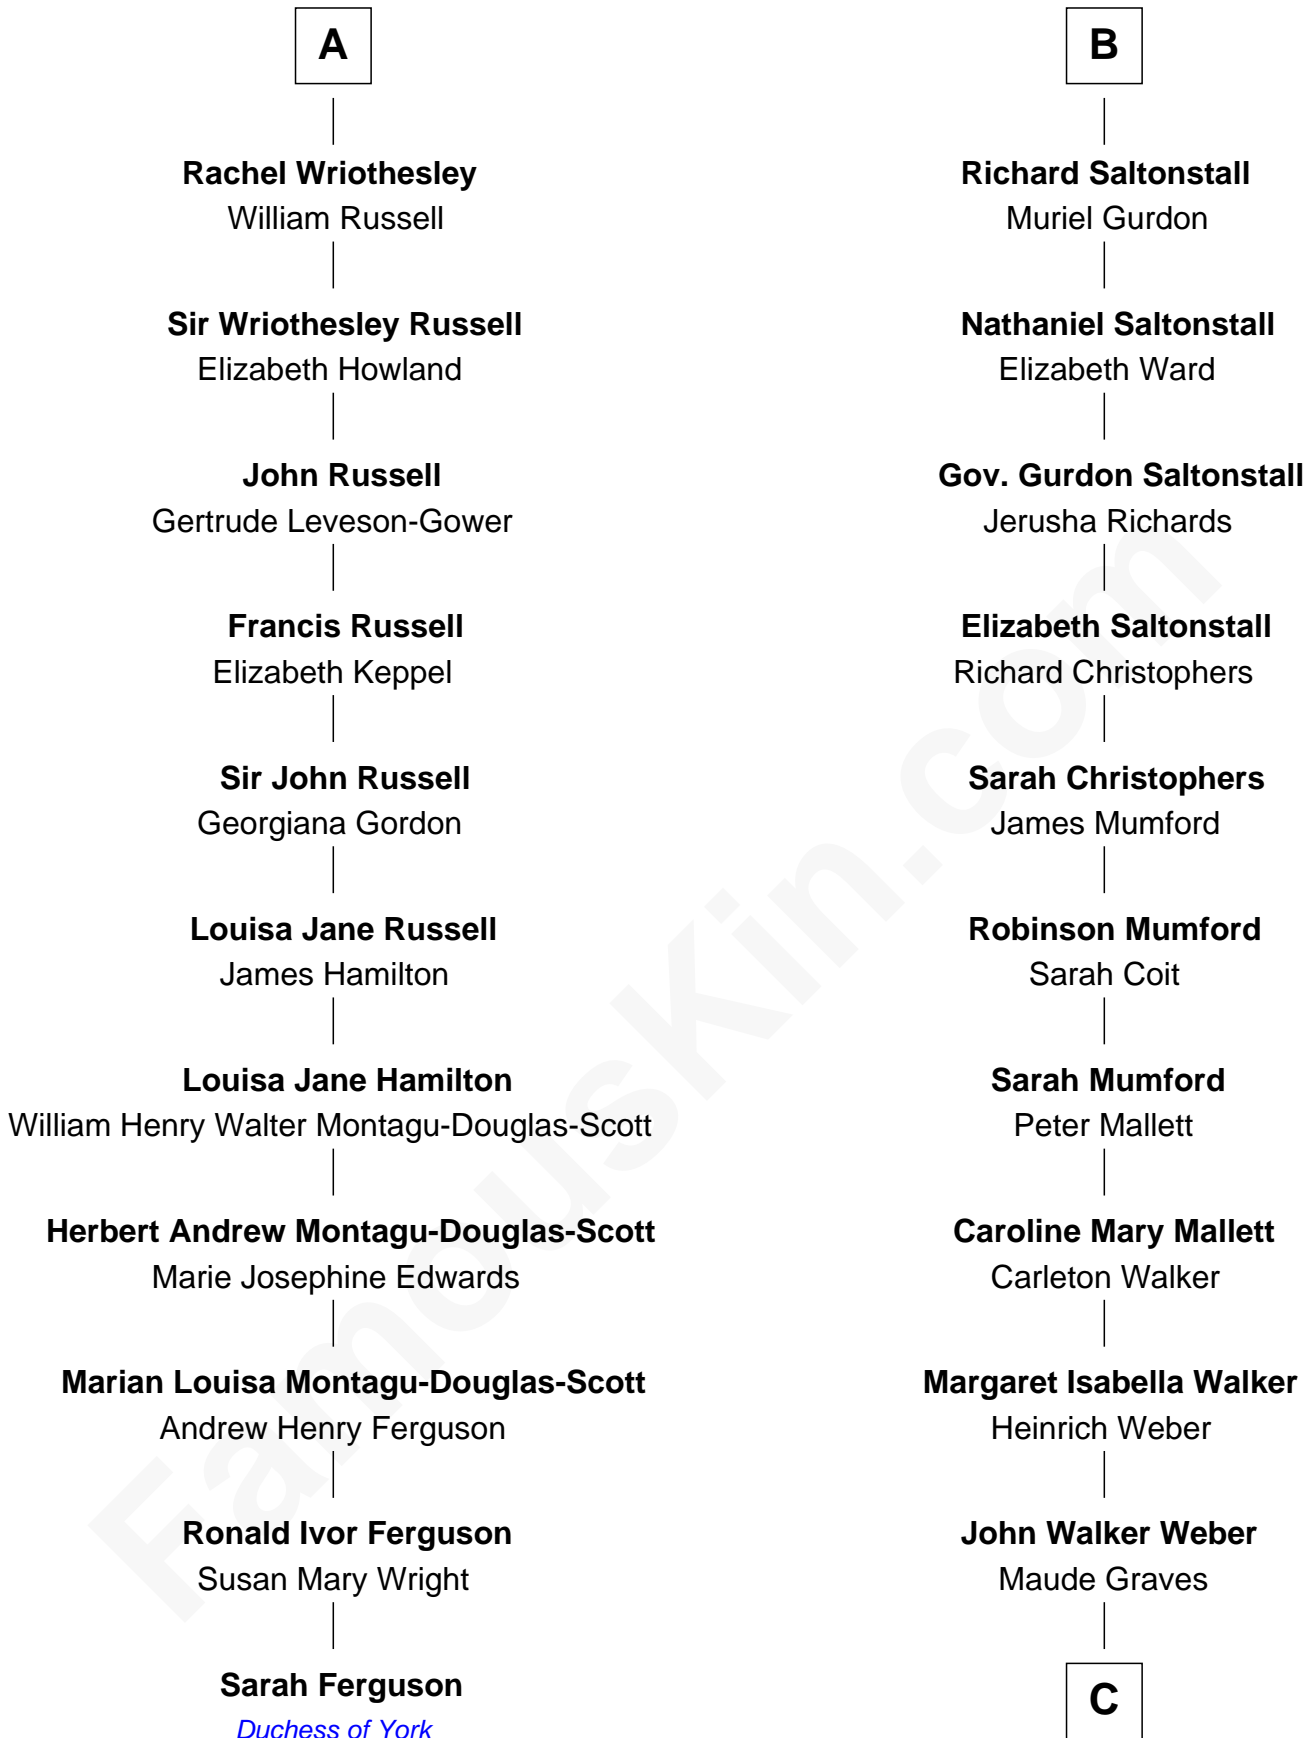 A
Rachel Wriothesley
William Russell
Sir Wriothesley Russell
Elizabeth Howland
John Russell
Gertrude Leveson-Gower
Francis Russell
Elizabeth Keppel
Sir John Russell
Georgiana Gordon
Louisa Jane Russell
James Hamilton
Louisa Jane Hamilton
William Henry Walter Montagu-Douglas-Scott
Herbert Andrew Montagu-Douglas-Scott
Marie Josephine Edwards
Marian Louisa Montagu-Douglas-Scott
Andrew Henry Ferguson
Ronald Ivor Ferguson
Susan Mary Wright
Sarah Ferguson
Duchess of York
B
Richard Saltonstall
Muriel Gurdon
Nathaniel Saltonstall
Elizabeth Ward
Gov. Gurdon Saltonstall
Jerusha Richards
Elizabeth Saltonstall
Richard Christophers
Sarah Christophers
James Mumford
Robinson Mumford
Sarah Coit
Sarah Mumford
Peter Mallett
Caroline Mary Mallett
Carleton Walker
Margaret Isabella Walker
Heinrich Weber
John Walker Weber
Maude Graves
C
FamousKin.com